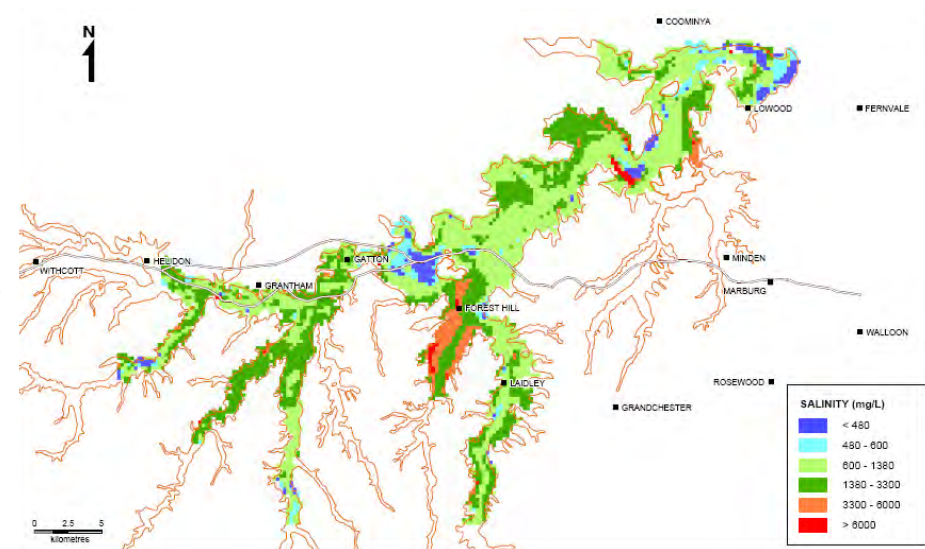 N
COOMINYA
LOWOOD
FERNVALE
WITHCOTT
HELIDON
GATTON
GRANTHAM
MINDEN
MARBURG
FOREST HILL
WALLOON
LAIDLEY
ROSEWOOD
GRANDCHESTER
SALINITY (mg/L)
< 480
480 - 600
600 - 1380
1380 - 3300
3300 - 6000
> 6000
0 2.5 5
kilometres